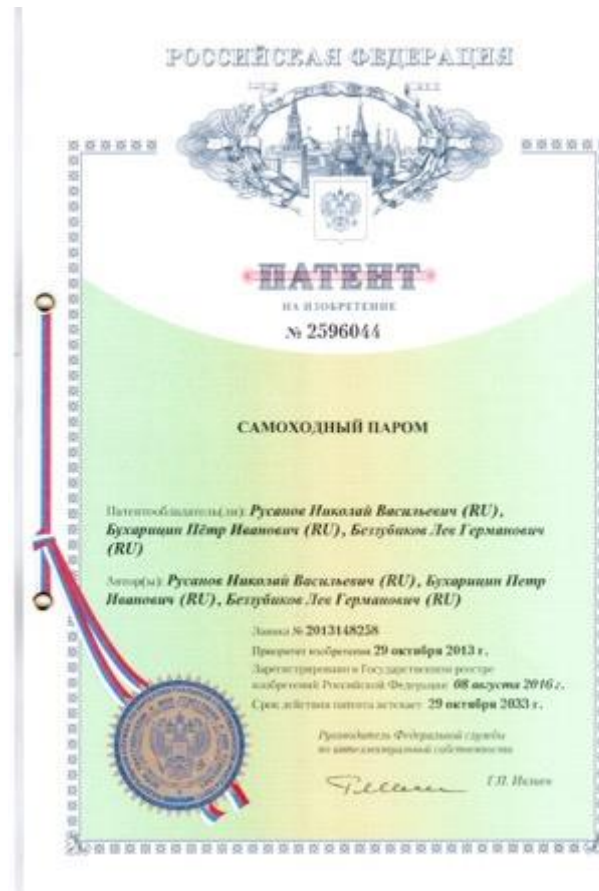 РОССИЙСКАЯ ФЕДЕРАЦИЯ
ПАТЕНТ
НА ИЗОБРЕТЕНИЕ
№ 2596044
САМОХОДНЫЙ ПАРОМ
Патентообладатель(ли): Русанов Николай Васильевич (RU),
Бухарицин Пётр Иванович (RU), Беззубиков Лев Германович
(RU)
Автор(ы): Русанов Николай Васильевич (RU), Бухарицин Петр
Иванович (RU), Беззубиков Лев Германович (RU)
Заявка № 2013148258
Приоритет изобретения 29 октября 2013 г.
Зарегистрировано в Государственном реестре
изобретений Российской Федерации 08 августа 2016 г.
Срок действия патента истекает 29 октября 2033 г.
Руководитель Федеральной службы
по интеллектуальной собственности
Г.П. Ивлиев